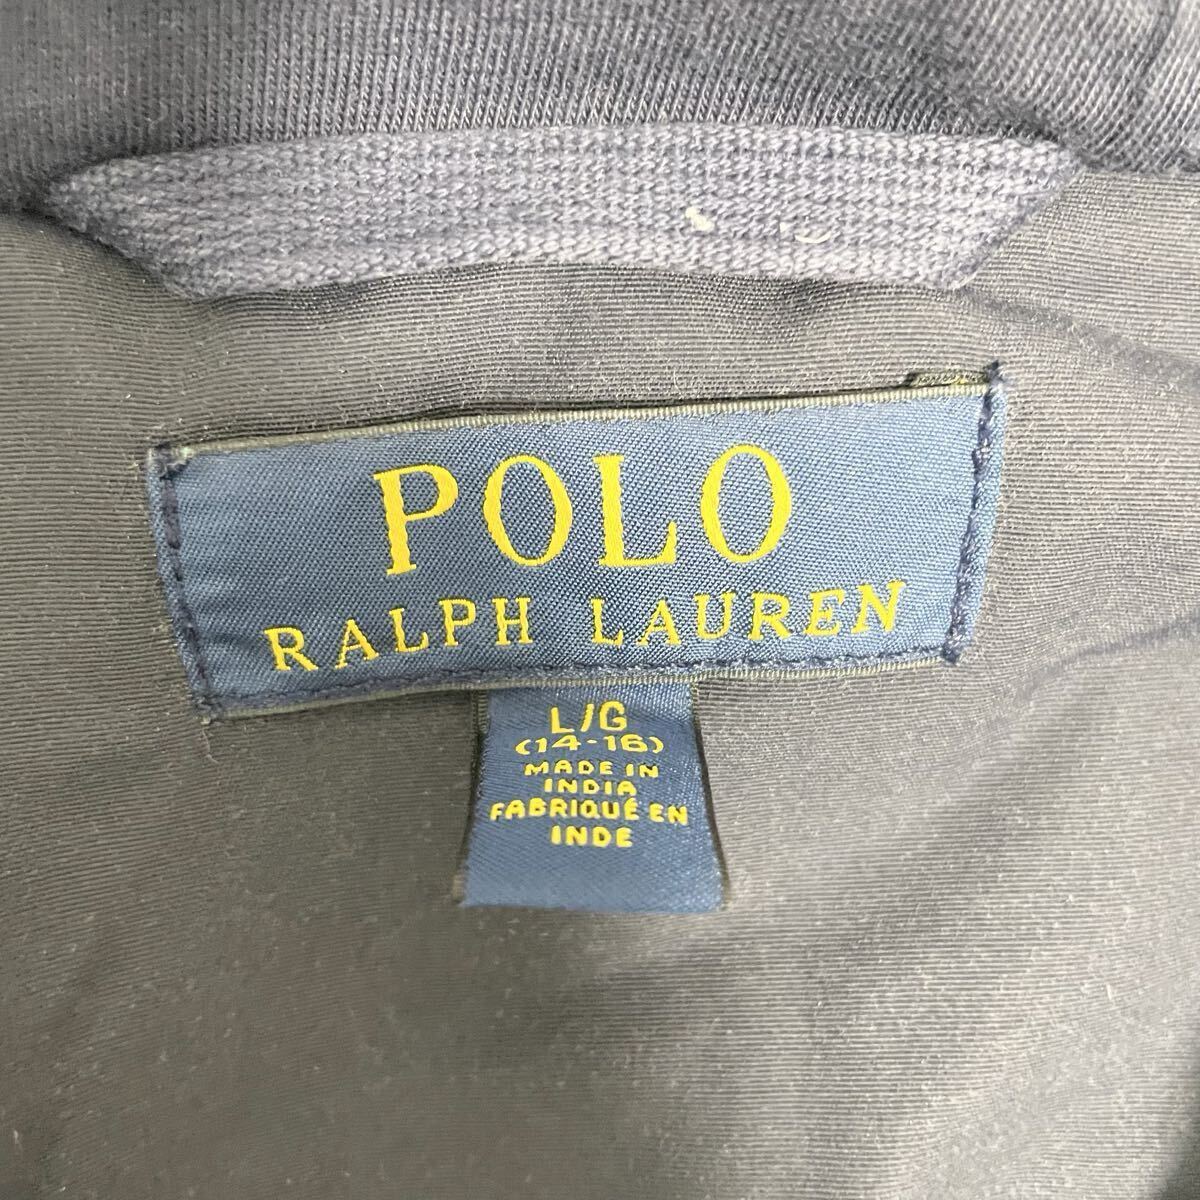 POLO
RALPH LAUREN
L/G
(14-16)
MADE IN
INDIA
FABRIQUÉ EN
INDE